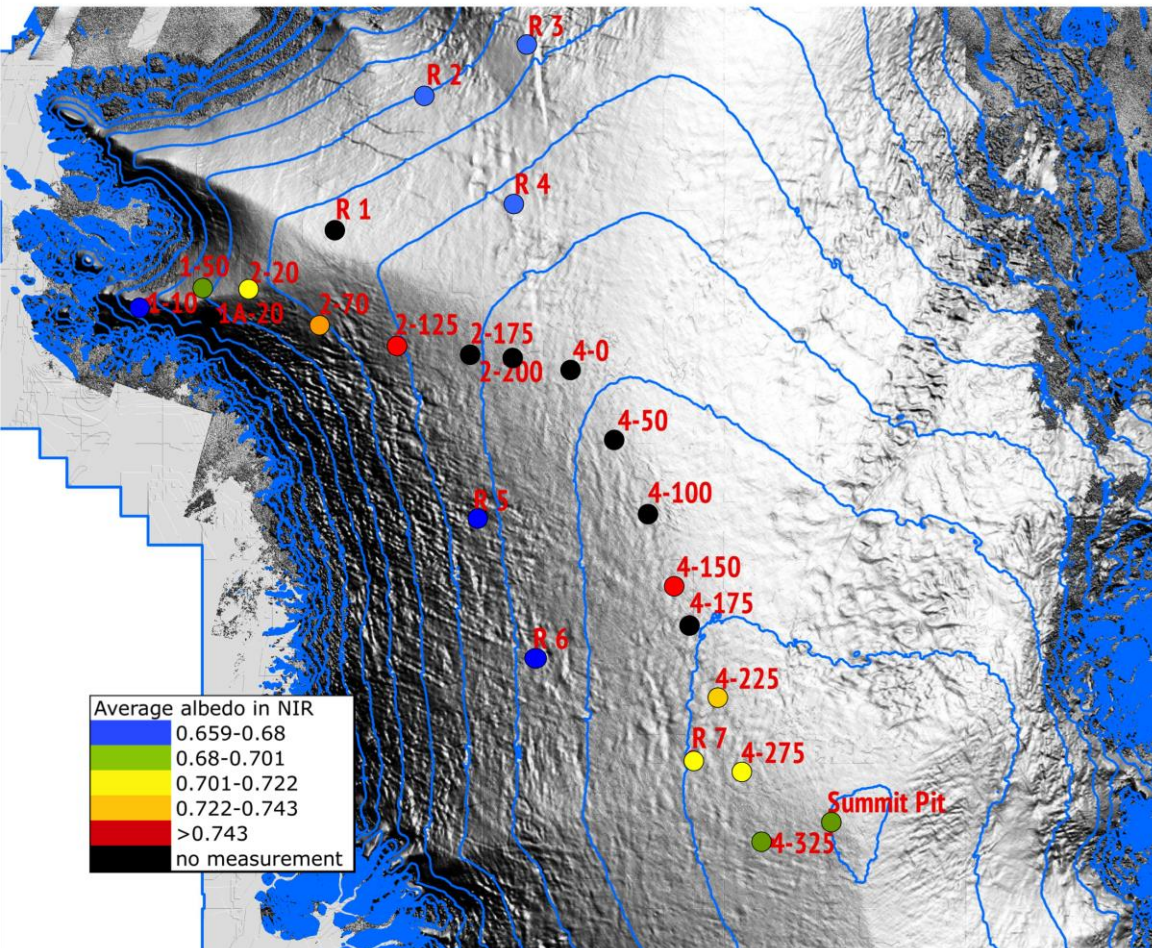 R 3
R 2
R 4
R 1
1-50
2-20
1-10
1A-20
2-70
2-125
2-175
2-200
4-0
4-50
4-100
R 5
4-150
4-175
R 6
4-225
R 7
4-275
Summit Pit
4-325
Average albedo in NIR
0.659-0.68
0.68-0.701
0.701-0.722
0.722-0.743
>0.743
no measurement